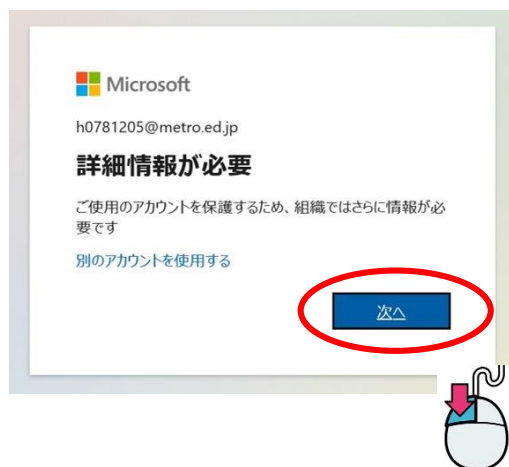 Microsoft
h0781205@metro.ed.jp
詳細情報が必要
ご使用のアカウントを保護するため、組織ではさらに情報が必
要です
別のアカウントを使用する
次へ